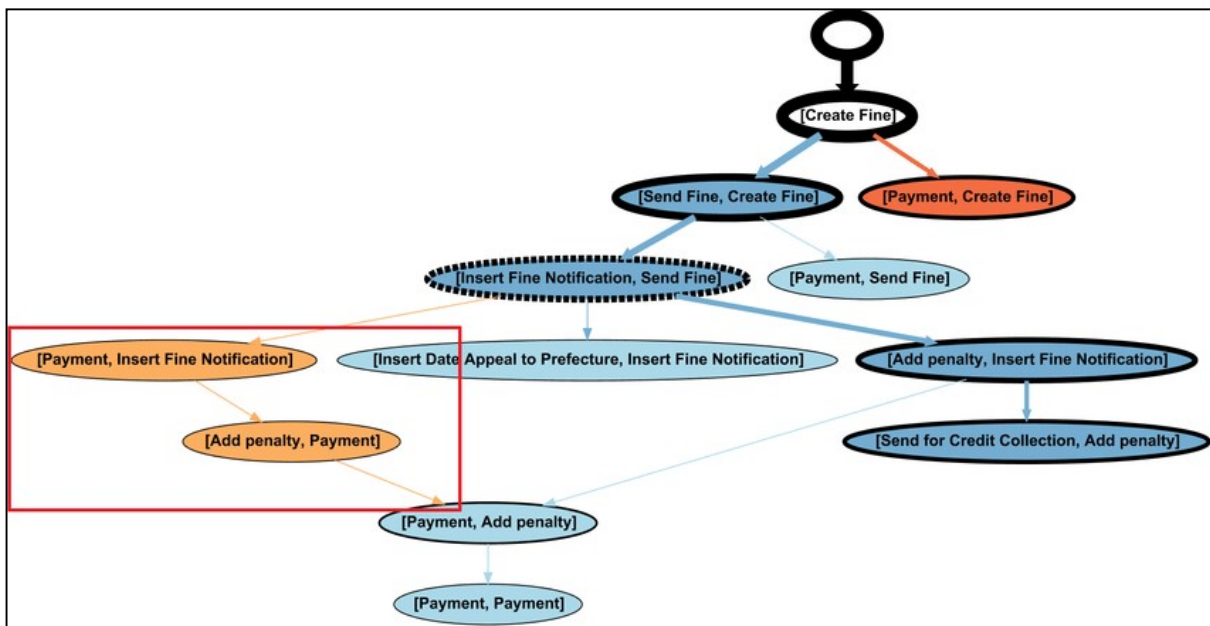 [Create Fine]
[Send Fine, Create Fine]
[Payment, Create Fine]
[Insert Fine Notification, Send Fine]
[Payment, Send Fine]
[Payment, Insert Fine Notification]
[Insert Date Appeal to Prefecture, Insert Fine Notification]
[Add penalty, Insert Fine Notification]
[Add penalty, Payment]
[Send for Credit Collection, Add penalty]
[Payment, Add penalty]
[Payment, Payment]